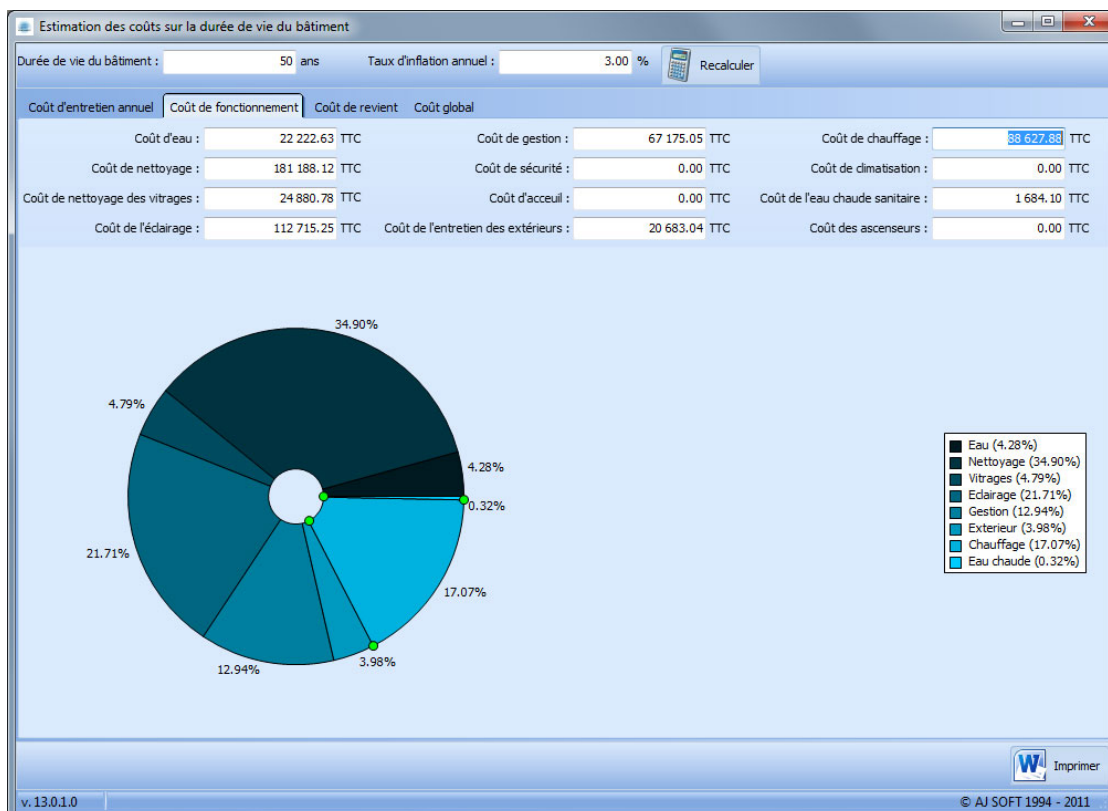 Estimation des coûts sur la durée de vie du bâtiment
Durée de vie du bâtiment : 50 ans Taux d'inflation annuel : 3.00 % Recalculer
Coût d'entretien annuel Coût de fonctionnement Coût de revient Coût global
Coût d'eau : 22 222.63 TTC Coût de gestion : 67 175.05 TTC Coût de chauffage : 88 627.88 TTC
Coût de nettoyage : 181 188.12 TTC Coût de sécurité : 0.00 TTC Coût de climatisation : 0.00 TTC
Coût de nettoyage des vitrages : 24 880.78 TTC Coût d'acceuil : 0.00 TTC Coût de l'eau chaude sanitaire : 1 684.10 TTC
Coût de l'éclairage : 112 715.25 TTC Coût de l'entretien des extérieurs : 20 683.04 TTC Coût des ascenseurs : 0.00 TTC
34.90%
4.79%
4.28%
0.32%
21.71%
17.07%
3.98%
12.94%
Eau (4.28%)
Nettoyage (34.90%)
Vitrages (4.79%)
Eclairage (21.71%)
Gestion (12.94%)
Exterieur (3.98%)
Chauffage (17.07%)
Eau chaude (0.32%)
W Imprimer
v. 13.0.1.0 © AJ SOFT 1994 - 2011